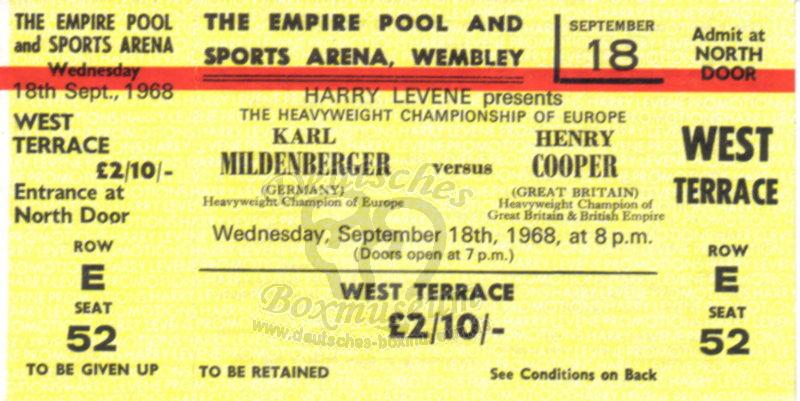 THE EMPIRE POOL
and SPORTS ARENA
Wednesday
18th Sept., 1968
WEST
TERRACE
£2/10/-
Entrance at
North Door
ROW
E
SEAT
52
TO BE GIVEN UP
THE EMPIRE POOL AND
SPORTS ARENA, WEMBLEY
SEPTEMBER
18
Admit at
NORTH
DOOR
HARRY LEVENE presents
THE HEAVYWEIGHT CHAMPIONSHIP OF EUROPE
KARL
MILDENBERGER
(GERMANY)
Heavyweight Champion of Europe
versus
HENRY
COOPER
(GREAT BRITAIN)
Heavyweight Champion of
Great Britain & British Empire
Wednesday, September 18th, 1968, at 8 p.m.
(Doors open at 7 p.m.)
WEST TERRACE
£2/10/-
TO BE RETAINED
See Conditions on Back
WEST
TERRACE
ROW
E
SEAT
52
Deutsches
Boxmuseum